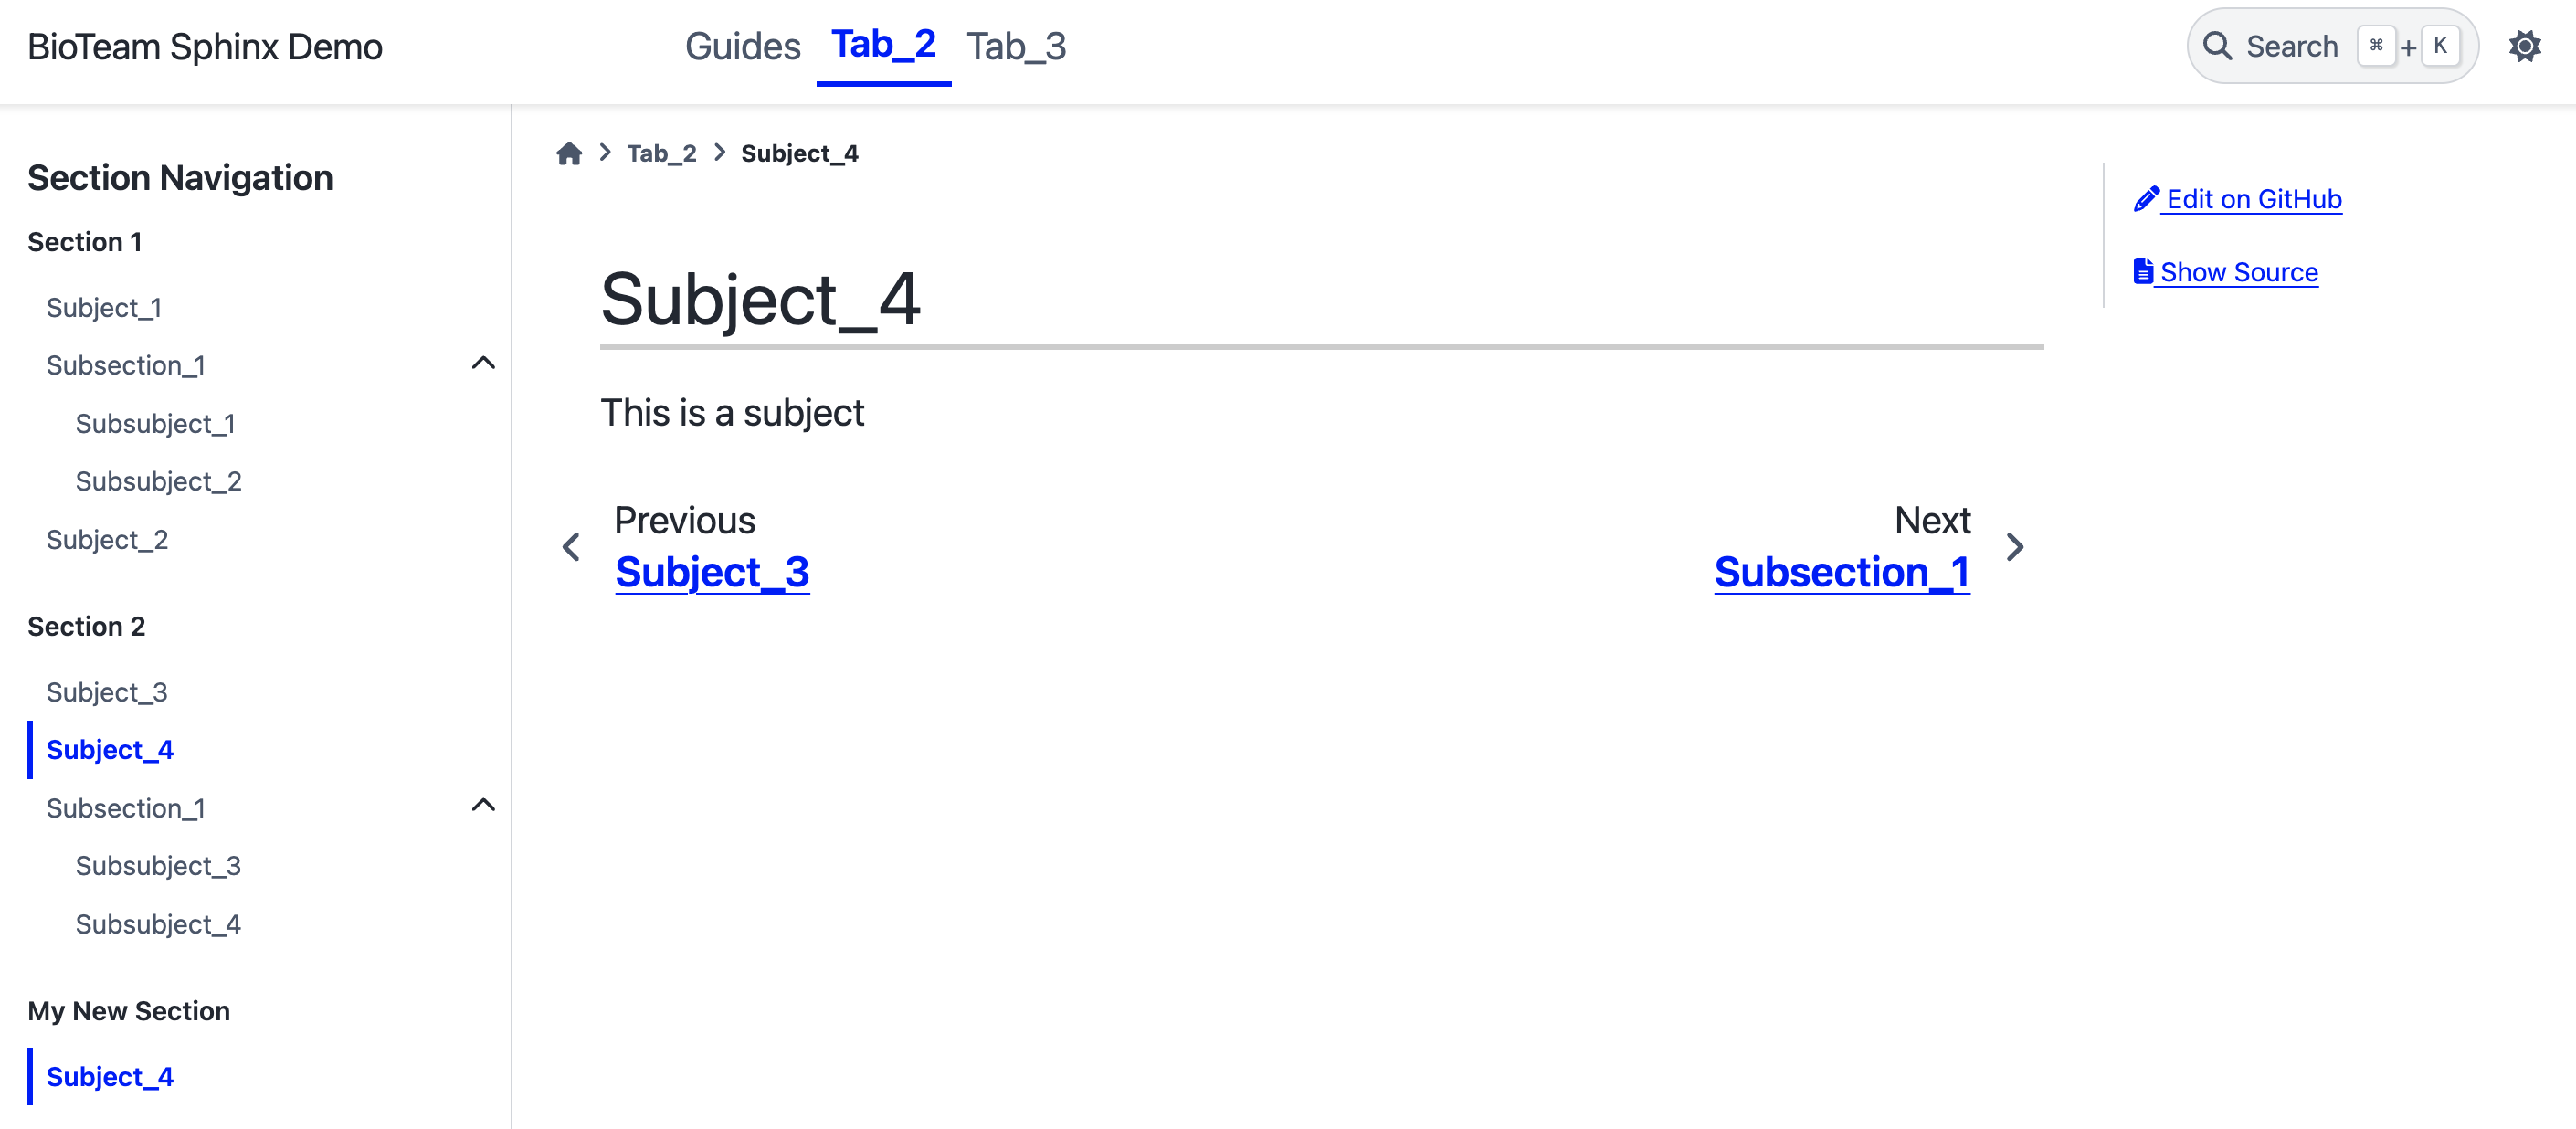 BioTeam Sphinx Demo
Guides Tab_2 Tab_3
Search ⌘ + K
Section Navigation
Section 1
Subject_1
Subsection_1
Subsubject_1
Subsubject_2
Subject_2
Section 2
Subject_3
Subject_4
Subsection_1
Subsubject_3
Subsubject_4
My New Section
Subject_4
Tab_2 Subject_4
Subject_4
This is a subject
Previous
Subject_3
Next
Subsection_1
Edit on GitHub
Show Source